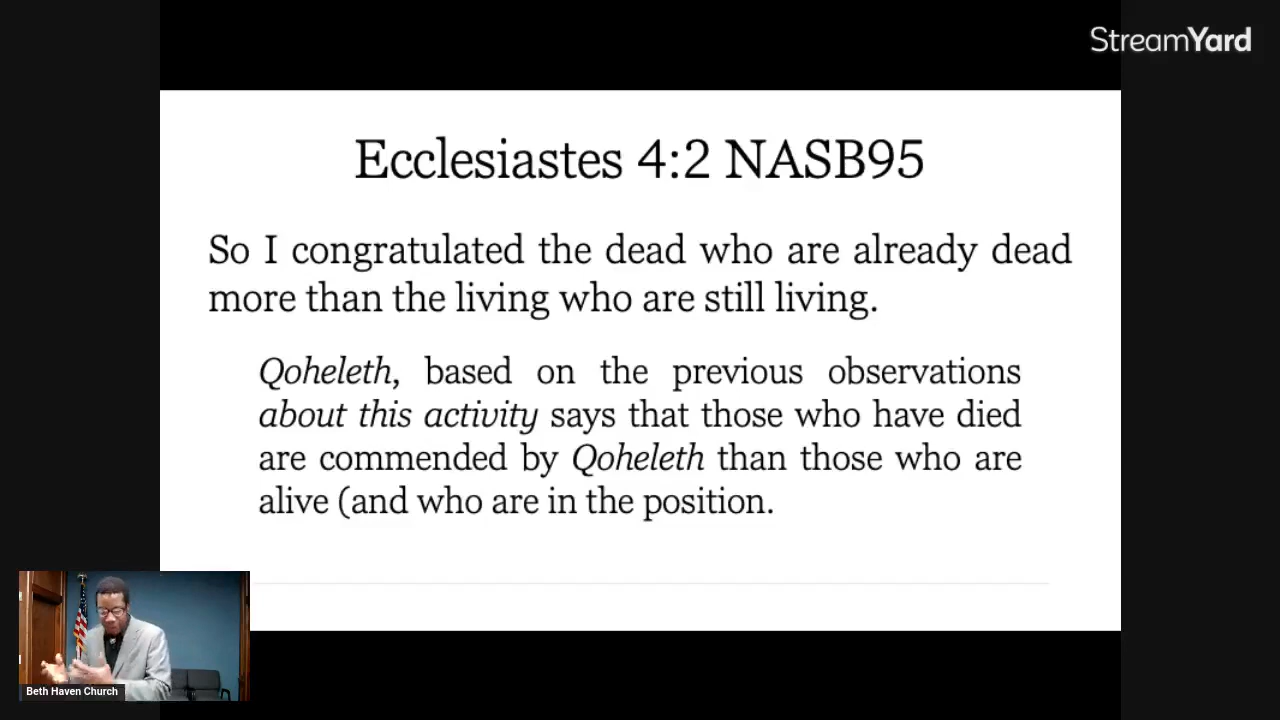 StreamYard
Ecclesiastes 4:2 NASB95
So I congratulated the dead who are already dead
more than the living who are still living.
Qoheleth, based on the previous observations
about this activity says that those who have died
are commended by Qoheleth than those who are
alive (and who are in the position.
Beth Haven Church